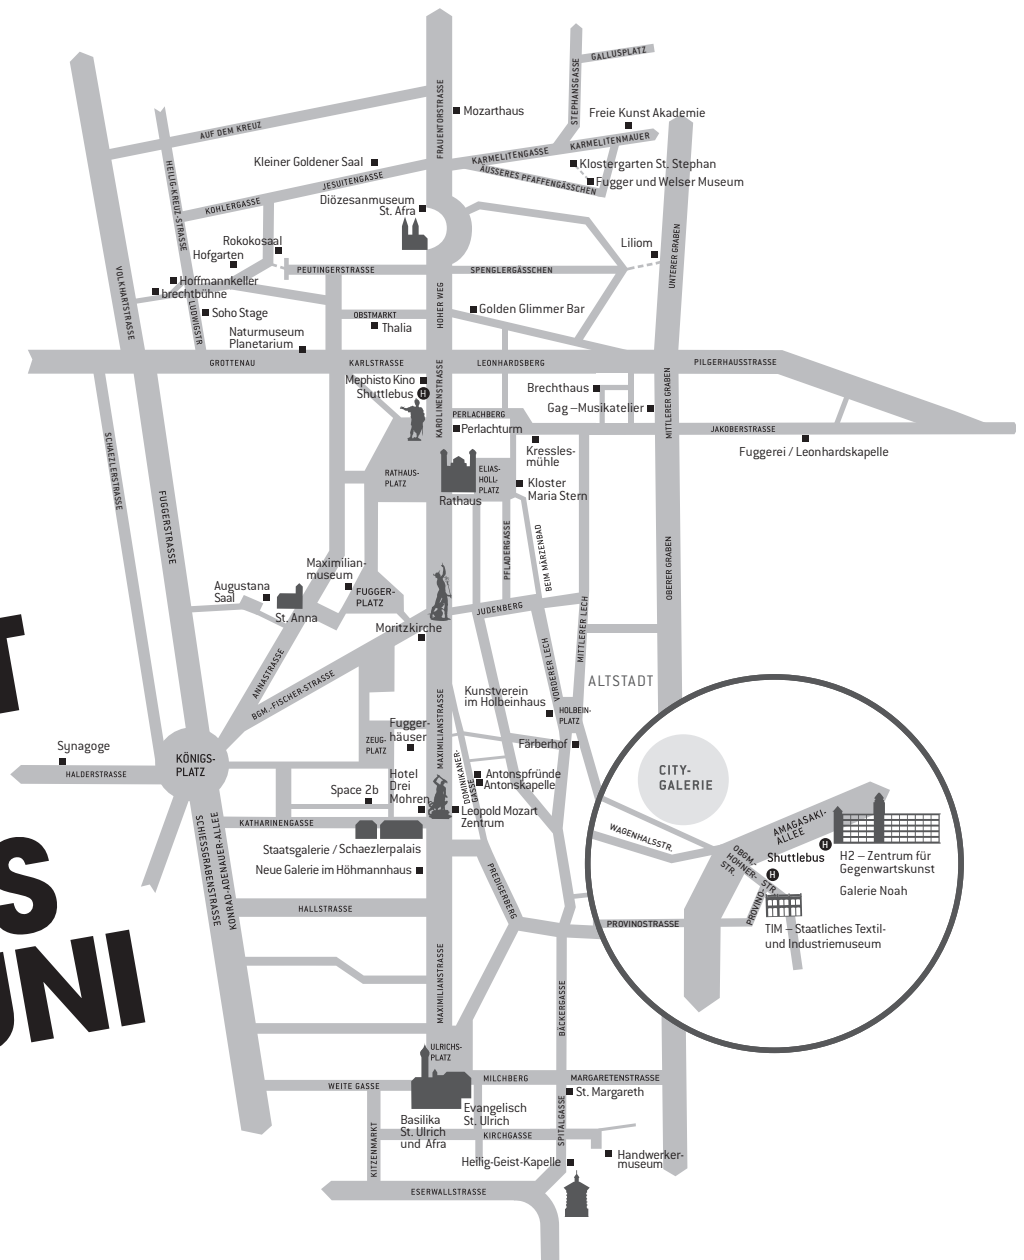 GALLUSPLATZ
STEPHANSGASSE
FRAUENTORSTRASSE
Mozarthaus
Freie Kunst Akademie
AUF DEM KREUZ
KARMELITENMAUER
KARMELITENGASSE
Kleiner Goldener Saal
Klostergarten St. Stephan
ÄUSSERES PFAFFENGÄSSCHEN
Fugger und Welser Museum
HEILIG-KREUZ-STRASSE
JESUITENGASSE
KOHLERGASSE
Diözesanmuseum
St. Afra
Rokokosaal
Hofgarten
Liliom
UNTERER GRABEN
PEUTINGERSTRASSE
SPENGLERGÄSSCHEN
Hoffmannkeller
brechtbühne
VOLKHARTSTRASSE
LUDWIGSTR
HOHER WEG
Soho Stage
OBSTMARKT
Golden Glimmer Bar
Thalia
Naturmuseum
Planetarium
GROTTENAU
KARLSTRASSE
LEONHARDSBERG
PILGERHAUSSTRASSE
Mephisto Kino
Shuttlebus
H
KAROLINENSTRASSE
Brechthaus
MITTLERER GRABEN
Gag –Musikatelier
PERLACHBERG
Perlachturm
JAKOBERSTRASSE
Kressles-
mühle
Fuggerei / Leonhardskapelle
SCHAEZLERSTRASSE
FUGGERSTRASSE
RATHAUS-
PLATZ
ELIAS-
HOLL-
PLATZ
Kloster
Maria Stern
Rathaus
PFLADERGASSE
BEIM MÄRZENBAD
OBERER GRABEN
Maximilian-
museum
Augustana
Saal
FUGGER-
PLATZ
St. Anna
JUDENBERG
Moritzkirche
MITTLERER LECH
VORDERER LECH
ANNASTRASSE
BGM.-FISCHER-STRASSE
ALTSTADT
MAXIMILIANSTRASSE
Kunstverein
im Holbeinhaus
HOLBEIN-
PLATZ
Fugger-
häuser
ZEUG-
PLATZ
Färberhof
Synagoge
HALDERSTRASSE
KÖNIGS-
PLATZ
DOMINIKANER-
GASSE
Antonspfründe
Antonskapelle
CITY-
GALERIE
Hotel
Drei
Mohren
Space 2b
Leopold Mozart
Zentrum
KATHARINENGASSE
WAGENHALSSTR.
AMAGASAKI-
ALLEE
Staatsgalerie / Schaezlerpalais
Neue Galerie im Höhmannhaus
SCHIESSGRABENSTRASSE
KONRAD-ADENAUER-ALLEE
PREDIGERBERG
OBGM.-
HOHNER-
STR.
Shuttlebus
H
H
H2 – Zentrum für
Gegenwartskunst
Galerie Noah
HALLSTRASSE
PROVINOSTRASSE
PROVINO-
STR.
TIM – Staatliches Textil-
und Industriemuseum
MAXIMILIANSTRASSE
BÄCKERGASSE
ULRICHS-
PLATZ
WEITE GASSE
MILCHBERG
MARGARETENSTRASSE
St. Margareth
Evangelisch
St. Ulrich
Basilika
St. Ulrich
und Afra
SPITALGASSE
KIRCHGASSE
KITZENMARKT
Heilig-Geist-Kapelle
Handwerker-
museum
ESERWALLSTRASSE
T
S
UNI